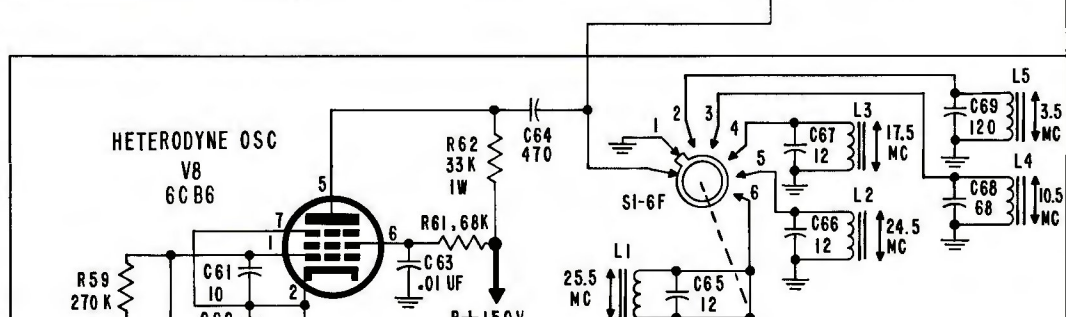 HETERODYNE OSC
V8
6CB6
5
7
1
6
2
R59
270K
C61
10
R61, 68K
C63
.01 UF
R62
33K
1W
C64
470
1
2
3
4
5
6
S1-6F
L1
25.5
MC
C65
12
C67
12
L3
17.5
MC
C66
12
L2
24.5
MC
C69
120
L5
3.5
MC
C68
68
L4
10.5
MC